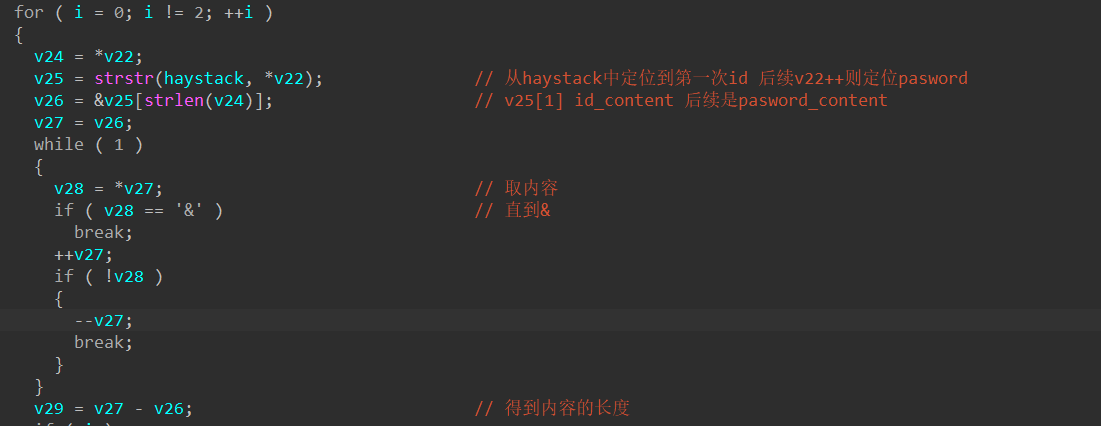 for ( i = 0; i != 2; ++i )
{
v24 = *v22;
v25 = strstr(haystack, *v22); // 从haystack中定位到第一次id 后续v22++则定位pasword
v26 = &v25[strlen(v24)]; // v25[1] id_content 后续是pasword_content
v27 = v26;
while ( 1 )
{
v28 = *v27; // 取内容
if ( v28 == '&' ) // 直到&
break;
++v27;
if ( !v28 )
{
--v27;
break;
}
}
v29 = v27 - v26; // 得到内容的长度